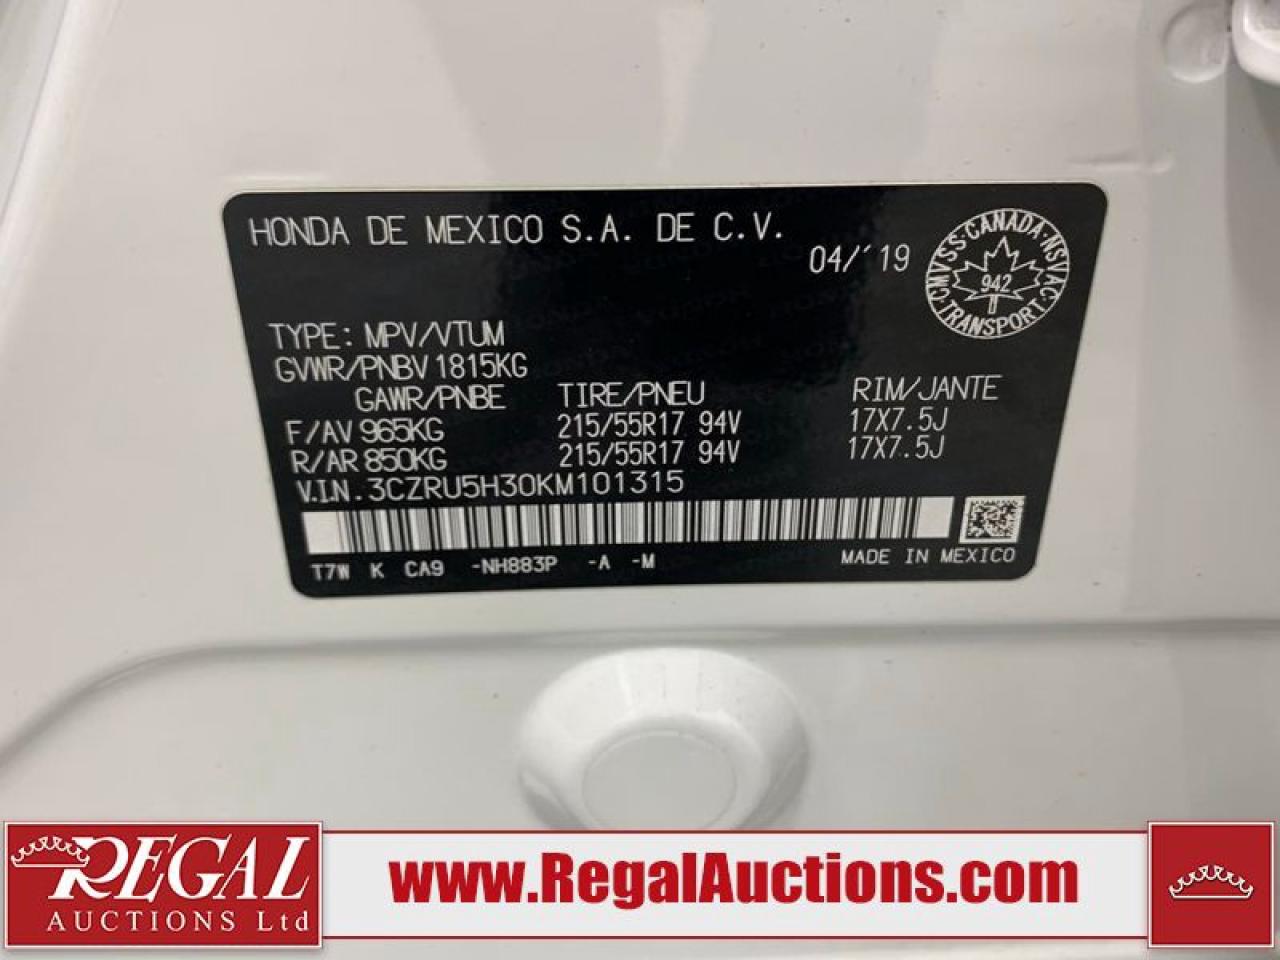 HONDA DE MEXICO S.A. DE C.V.
04/'19
CMVSS·CANADA·NSVAC·TRANSPORT
942
TYPE: MPV/VTUM
GVWR/PNBV 1815KG
GAWR/PNBE TIRE/PNEU RIM/JANTE
F/AV 965KG 215/55R17 94V 17X7.5J
R/AR 850KG 215/55R17 94V 17X7.5J
V.I.N. 3CZRU5H30KM101315
T7W K CA9 -NH883P -A -M MADE IN MEXICO
REGAL
AUCTIONS Ltd
www.RegalAuctions.com